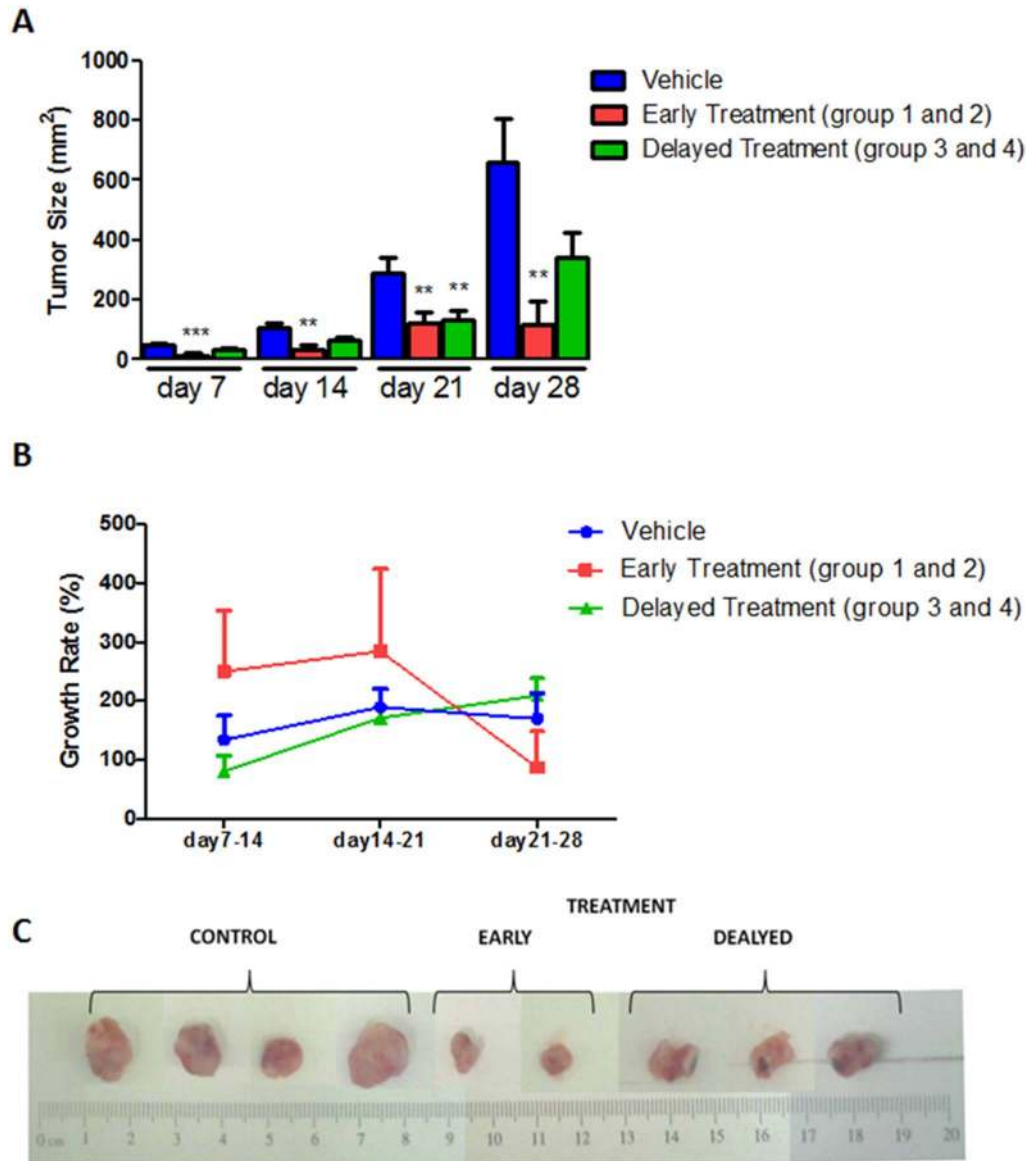 A
Tumor Size (mm²)
1000
800
600
400
200
0
***
**
**
**
**
day 7
day 14
day 21
day 28
Vehicle
Early Treatment (group 1 and 2)
Delayed Treatment (group 3 and 4)
B
Growth Rate (%)
500
400
300
200
100
0
day7-14
day14-21
day21-28
Vehicle
Early Treatment (group 1 and 2)
Delayed Treatment (group 3 and 4)
C
TREATMENT
CONTROL
EARLY
DEALYED
0 cm 1 2 3 4 5 6 7 8 9 10 11 12 13 14 15 16 17 18 19 20